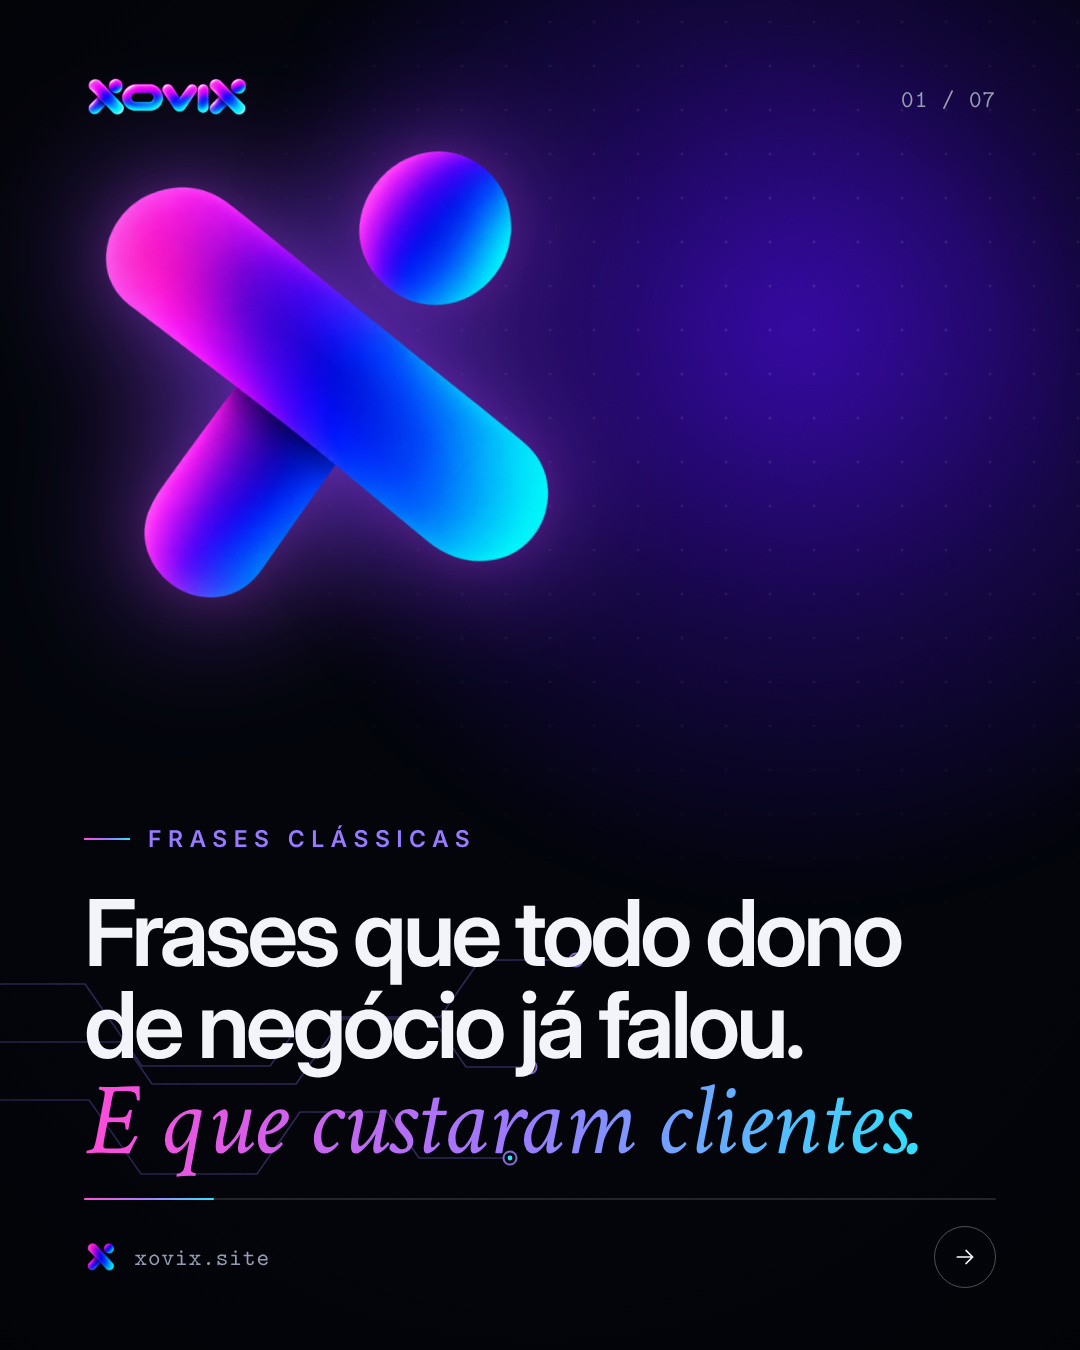 XOVIX
01 / 07
FRASES CLÁSSICAS
Frases que todo dono
de negócio já falou.
E que custaram clientes.
xovix.site